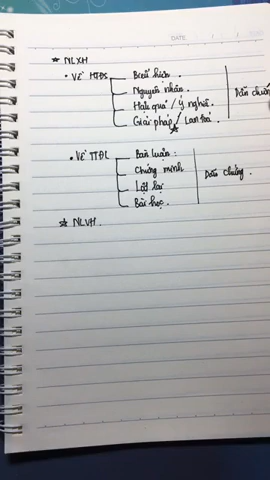 DATE / /
* NLXH
• Về HTĐS Biểu hiện.
Nguyên nhân.
Hậu quả / Ý nghĩa.
Giải pháp / Lan toả
Dẫn chứng
• Về TTĐL Bàn luận:
Chứng minh
Lật lại
Bài học.
Dẫn chứng.
* NLVH.